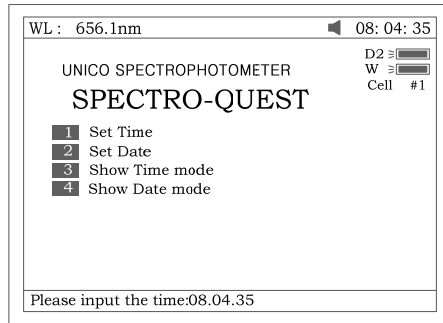 WL : 656.1nm 08: 04: 35
D2
W
Cell #1
UNICO SPECTROPHOTOMETER
SPECTRO-QUEST
1 Set Time
2 Set Date
3 Show Time mode
4 Show Date mode
Please input the time:08.04.35